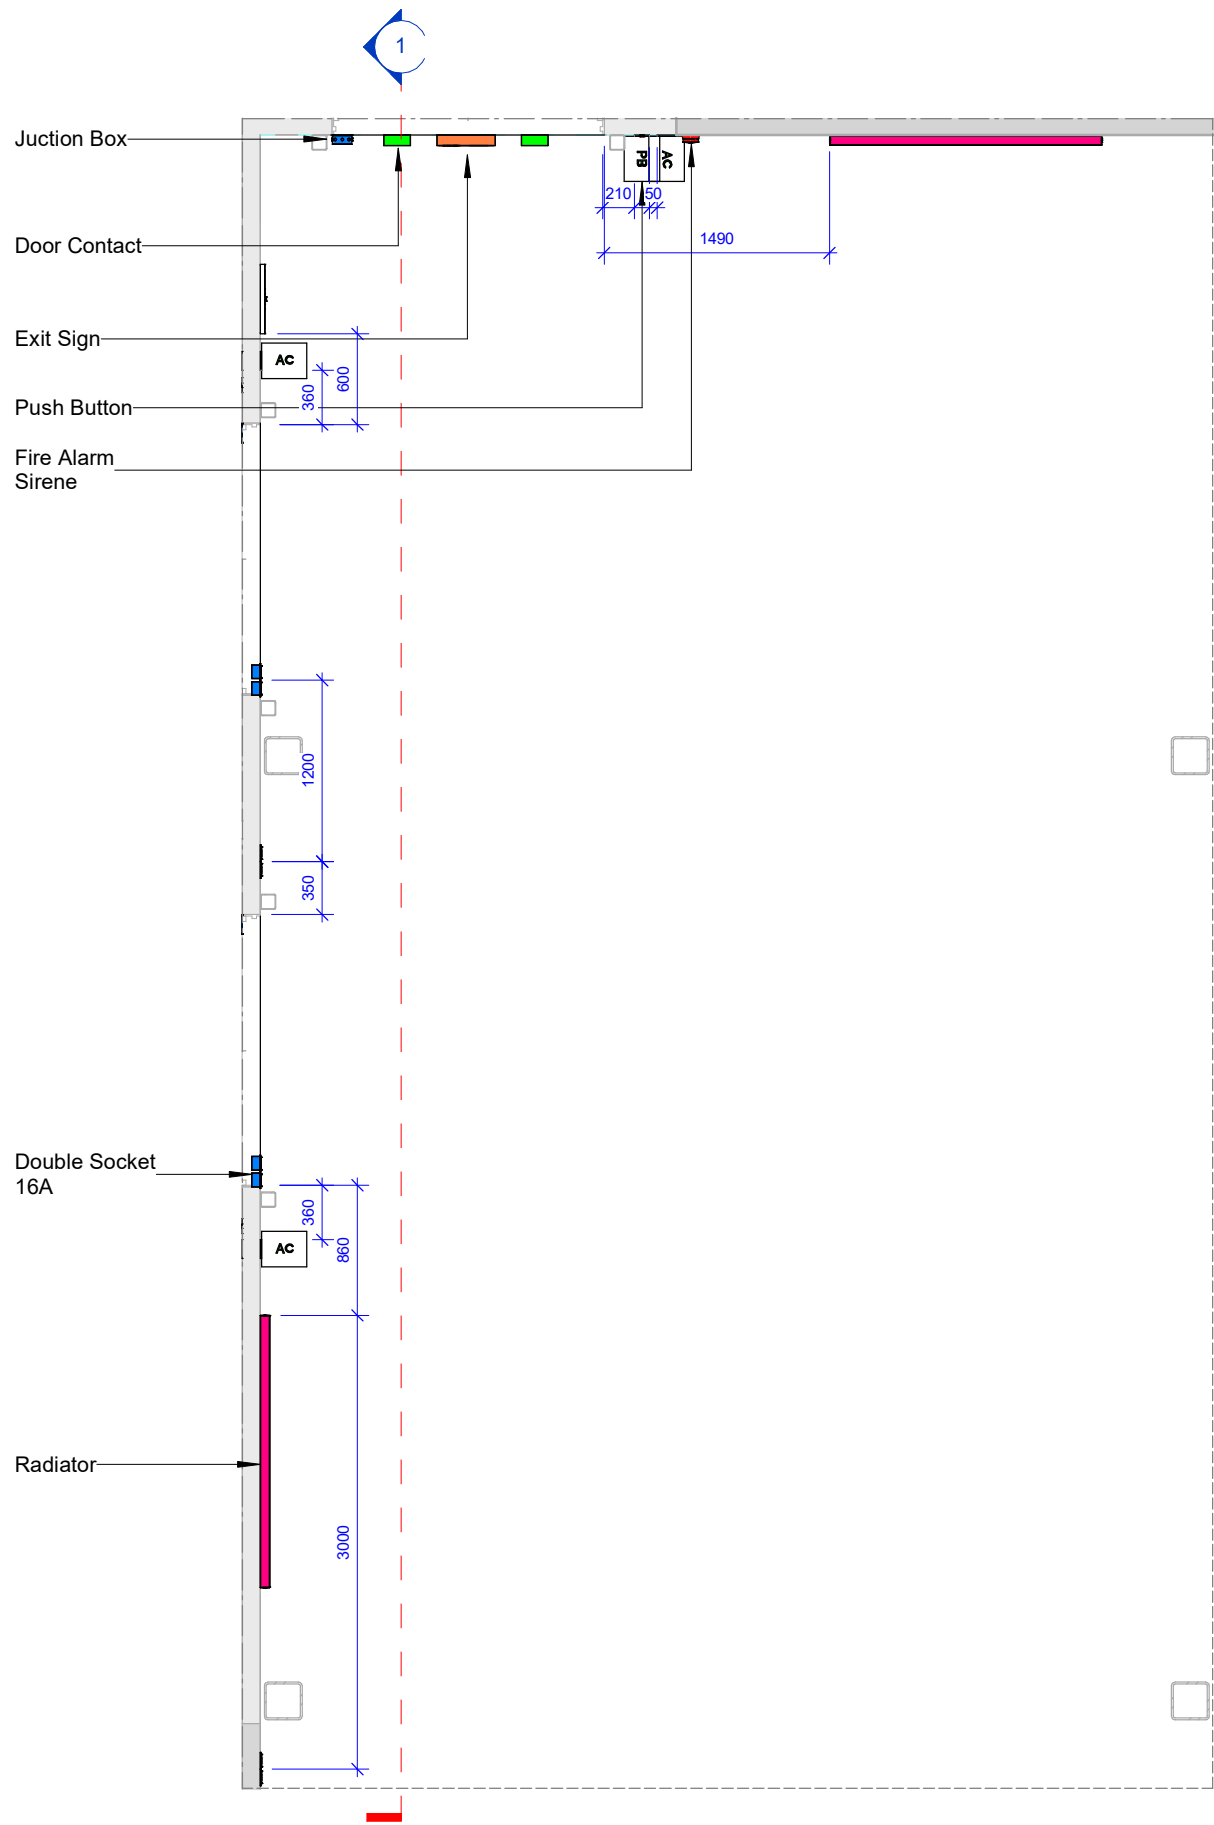 1
Juction Box
PB
AC
210
50
1490
Door Contact
Exit Sign
AC
600
360
Push Button
Fire Alarm
Sirene
1200
350
Double Socket
16A
360
860
AC
Radiator
3000